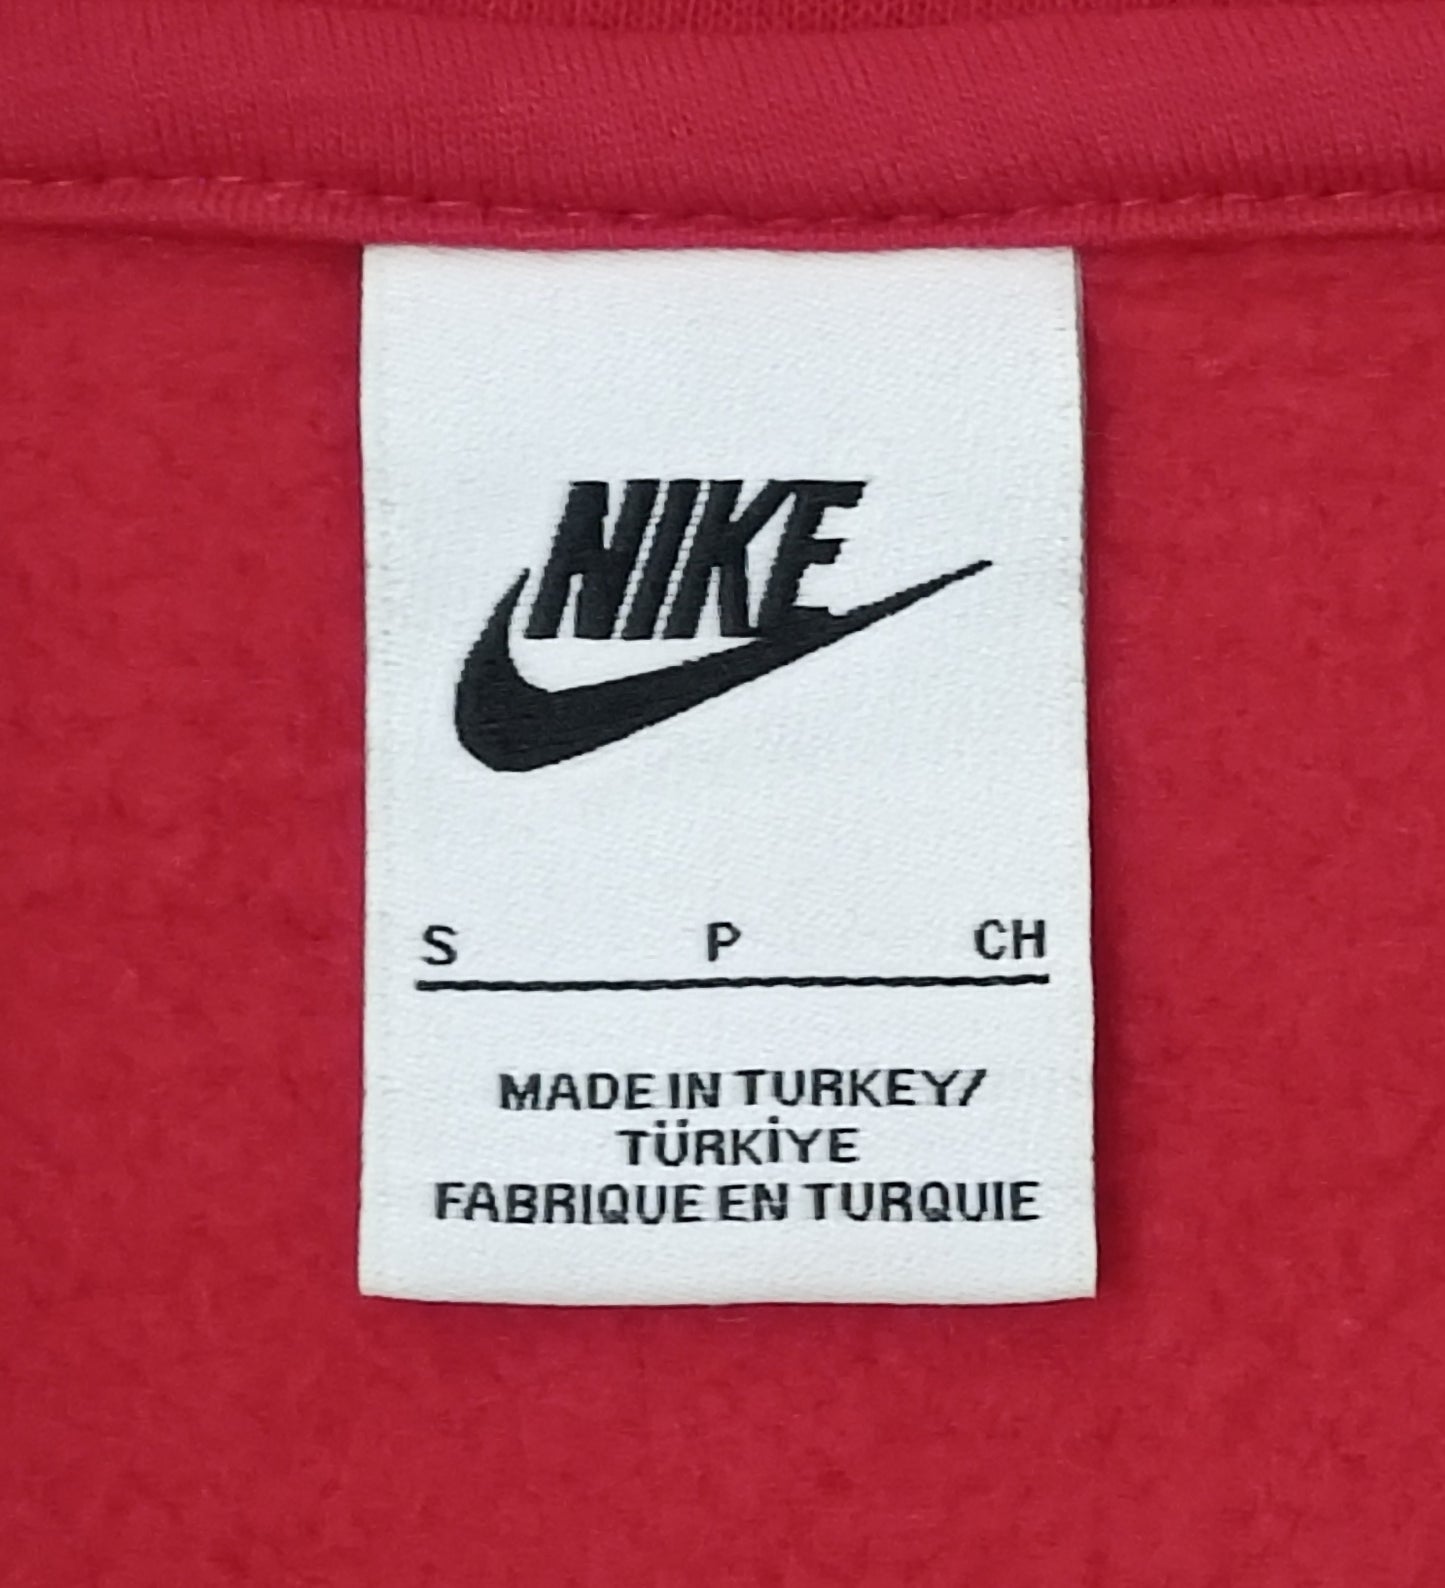 NIKE
S P CH
MADE IN TURKEY/
TÜRKİYE
FABRIQUE EN TURQUIE